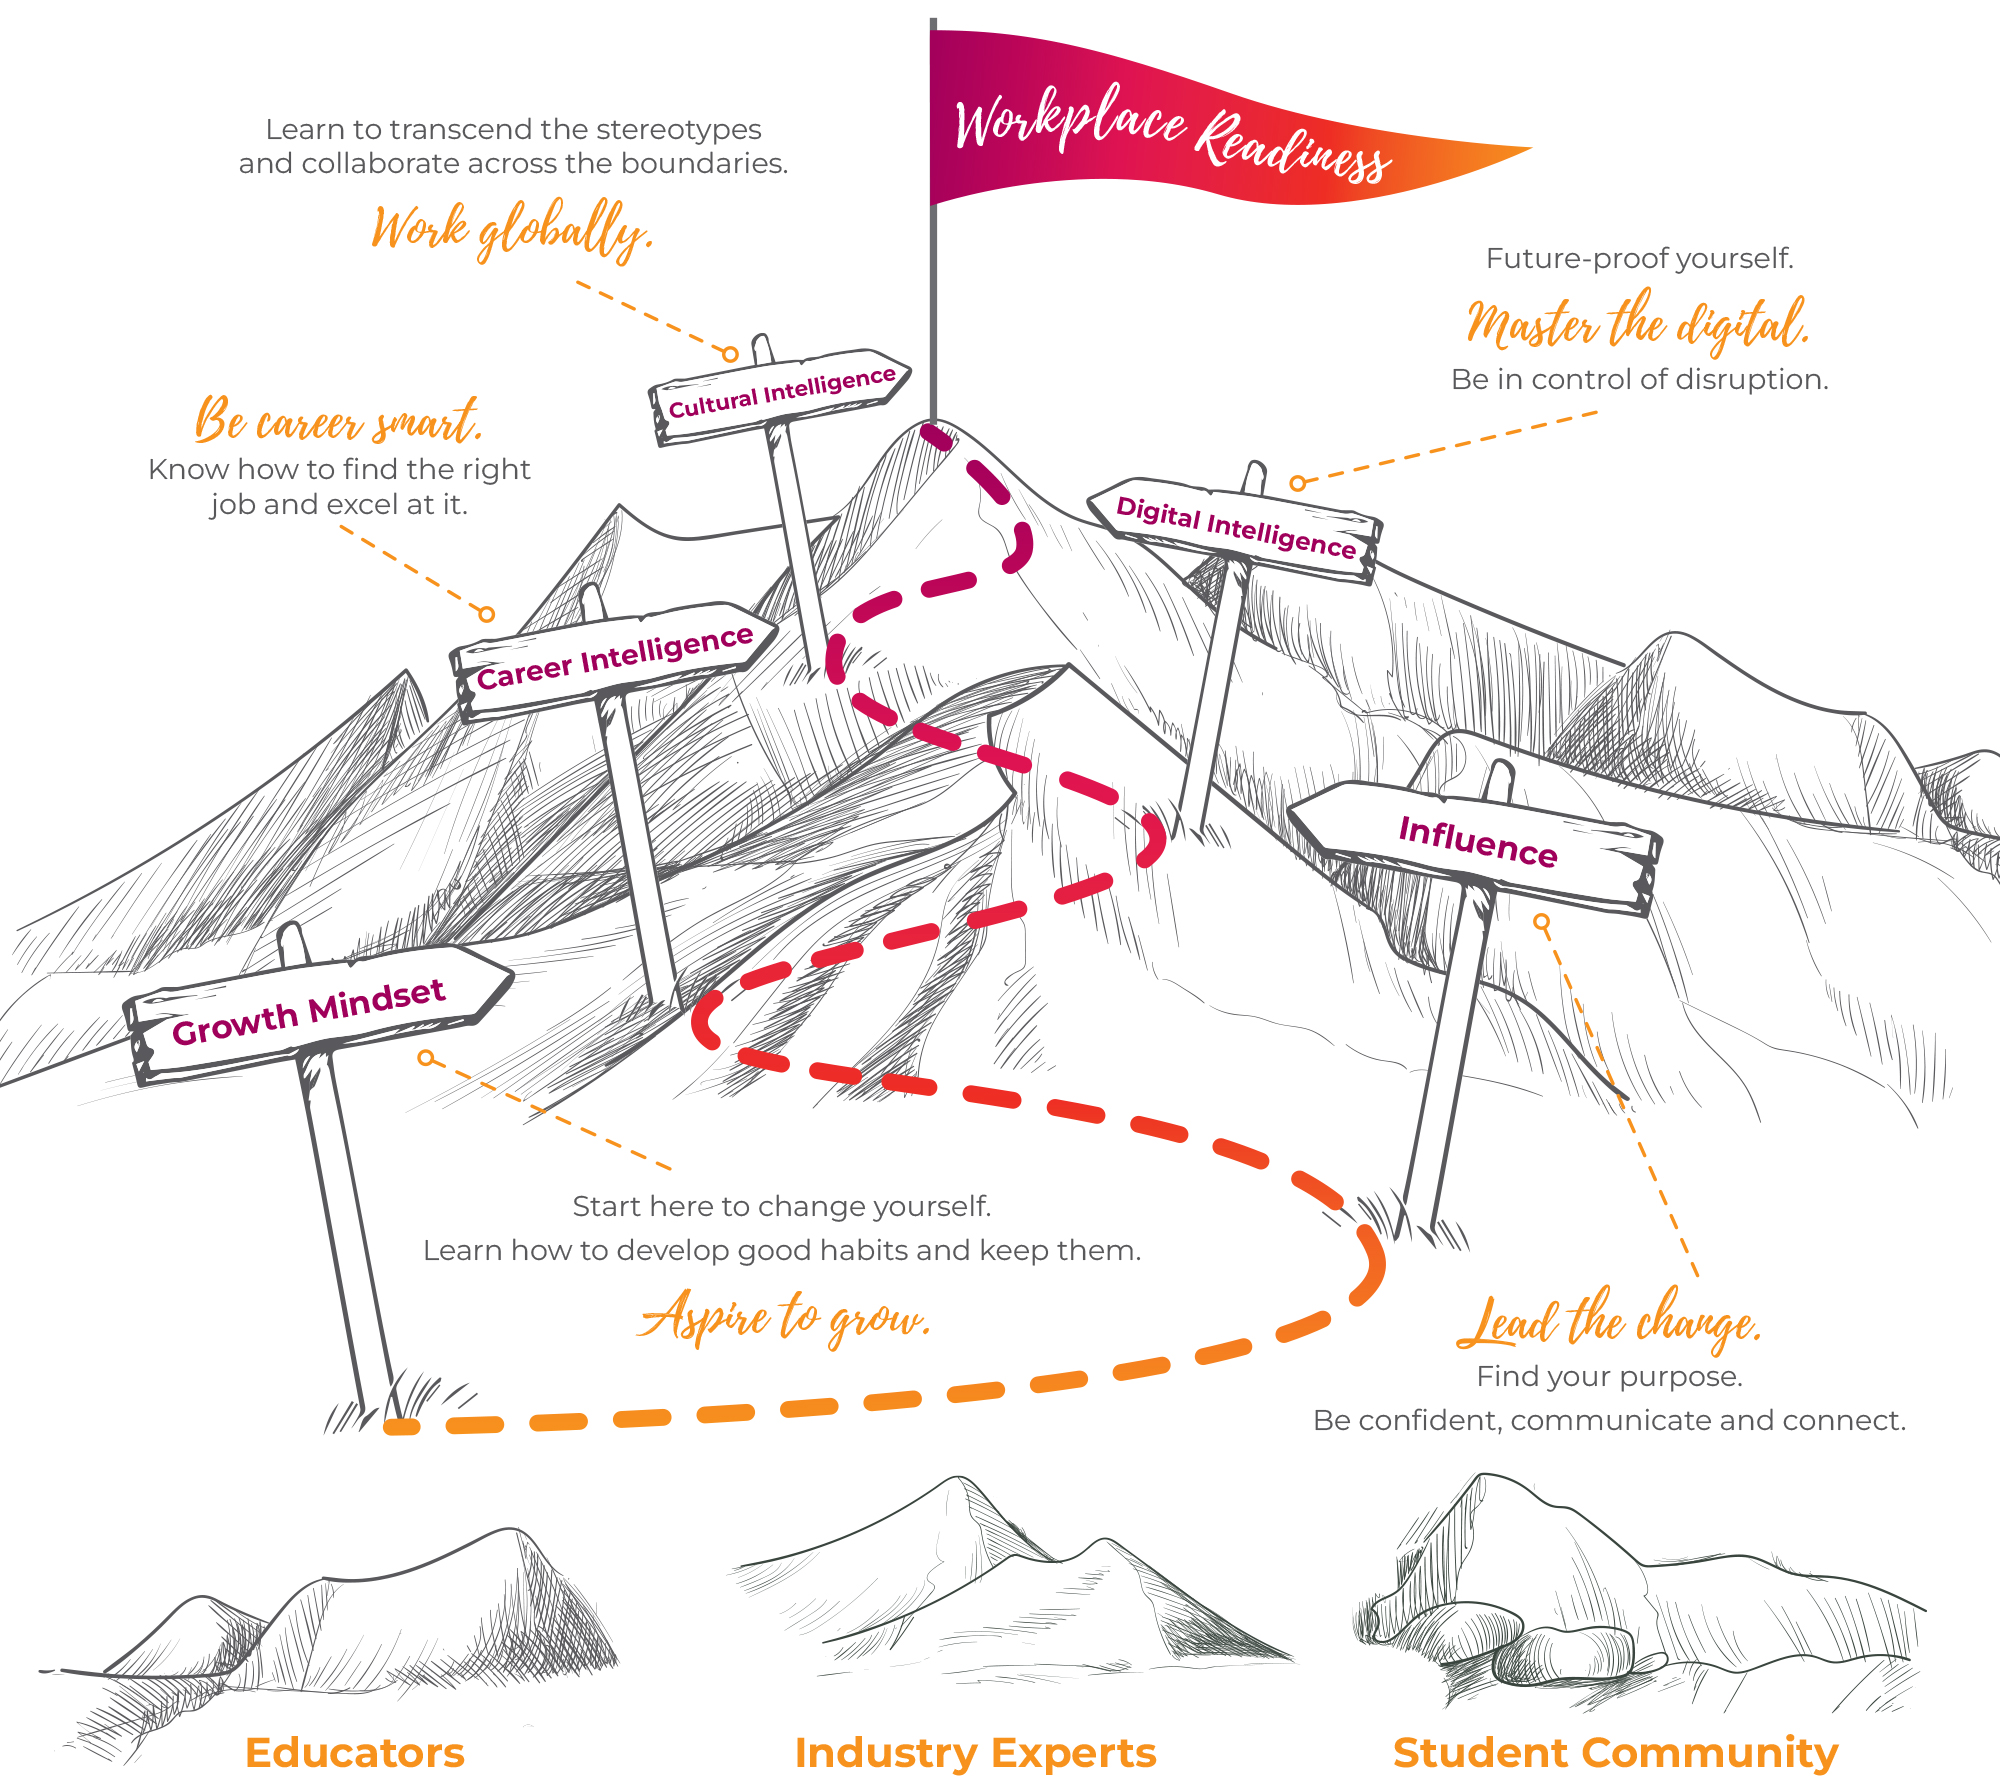 Workplace Readiness
Learn to transcend the stereotypes
and collaborate across the boundaries.
Work globally.
Future-proof yourself.
Master the digital.
Be in control of disruption.
Cultural Intelligence
Be career smart.
Know how to find the right
job and excel at it.
Digital Intelligence
Career Intelligence
Influence
Growth Mindset
Start here to change yourself.
Learn how to develop good habits and keep them.
Aspire to grow.
Lead the change.
Find your purpose.
Be confident, communicate and connect.
Educators
Industry Experts
Student Community